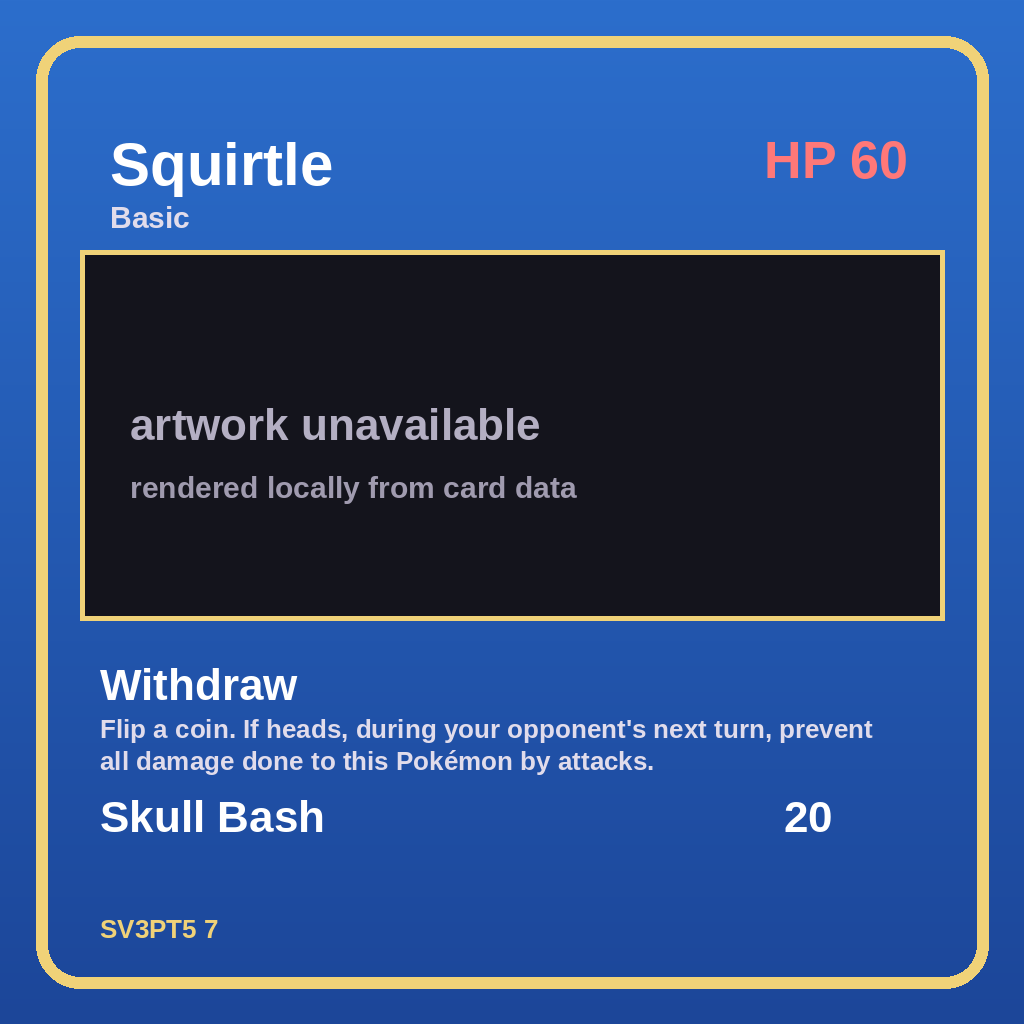 Squirtle
HP 60
Basic
artwork unavailable
rendered locally from card data
Withdraw
Flip a coin. If heads, during your opponent's next turn, prevent
all damage done to this Pokémon by attacks.
Skull Bash 20
SV3PT5 7